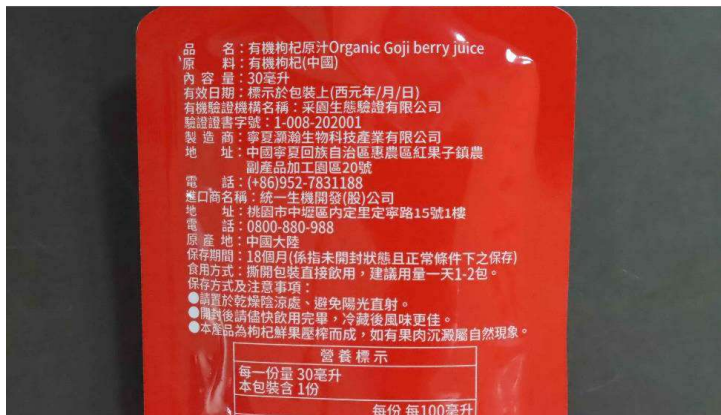 品　　名：有機枸杞原汁Organic Goji berry juice
原　　料：有機枸杞(中國)
內 容 量：30毫升
有效日期：標示於包裝上(西元年/月/日)
有機驗證機構名稱：采園生態驗證有限公司
驗證證書字號：1-008-202001
製 造 商：寧夏灝瀚生物科技產業有限公司
地　　址：中國寧夏回族自治區惠農區紅果子鎮農
副產品加工園區20號
電　　話：(+86)952-7831188
進口商名稱：統一生機開發(股)公司
地　　址：桃園市中壢區内定里定寧路15號1樓
電　　話：0800-880-988
原 產 地：中國大陸
保存期間：18個月(係指未開封狀態且正常條件下之保存)
食用方式：撕開包裝直接飲用，建議用量一天1-2包。
保存方式及注意事項：
●請置於乾燥陰涼處、避免陽光直射。
●開封後請儘快飲用完畢，冷藏後風味更佳。
●本產品為枸杞鮮果壓榨而成，如有果肉沉澱屬自然現象。
營養標示
每一份量 30毫升
本包裝含 1份
每份 每100毫升